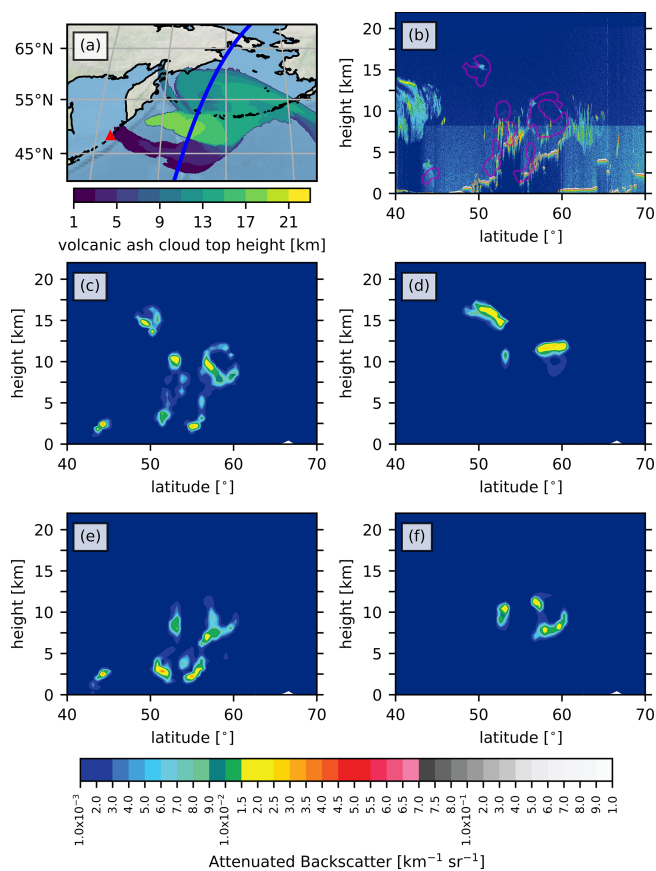 (a)
65°N
55°N
45°N
1 5 9 13 17 21
volcanic ash cloud top height [km]
(b)
20
15
10
5
0
height [km]
40 50 60 70
latitude [°]
(c)
20
15
10
5
0
height [km]
40 50 60 70
latitude [°]
(d)
20
15
10
5
0
height [km]
40 50 60 70
latitude [°]
(e)
20
15
10
5
0
height [km]
40 50 60 70
latitude [°]
(f)
20
15
10
5
0
height [km]
40 50 60 70
latitude [°]
1.0x10⁻³ 2.0 3.0 4.0 5.0 6.0 7.0 8.0 9.0 1.0x10⁻² 1.5 2.0 2.5 3.0 3.5 4.0 4.5 5.0 5.5 6.0 6.5 7.0 8.0 9.0 1.0x10⁻¹ 2.0 3.0 4.0 5.0 6.0 7.0 8.0 9.0 1.0
Attenuated Backscatter [km⁻¹ sr⁻¹]